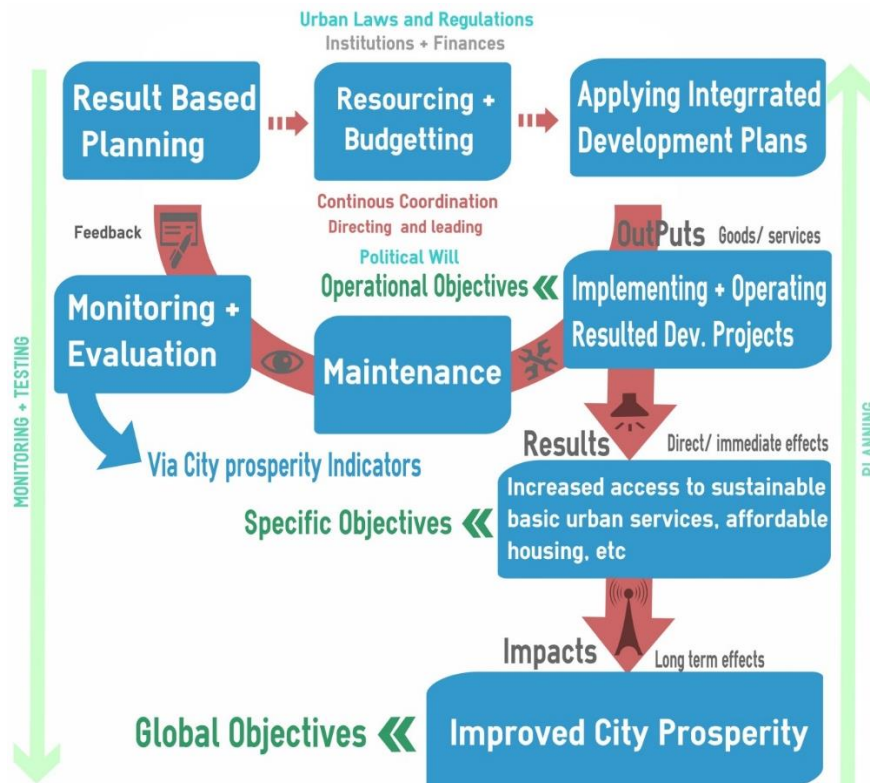 Urban Laws and Regulations
Institutions + Finances
Result Based
Planning
Resourcing +
Budgetting
Applying Integrrated
Development Plans
Continous Coordination
Directing and leading
Political Will
Feedback
OutPuts
Goods/ services
Operational Objectives
Implementing + Operating
Resulted Dev. Projects
Monitoring +
Evaluation
Maintenance
Via City prosperity Indicators
Results
Direct/ immediate effects
Specific Objectives
Increased access to sustainable
basic urban services, affordable
housing, etc
Impacts
Long term effects
Global Objectives
Improved City Prosperity
MONITORING + TESTING
PLANNING